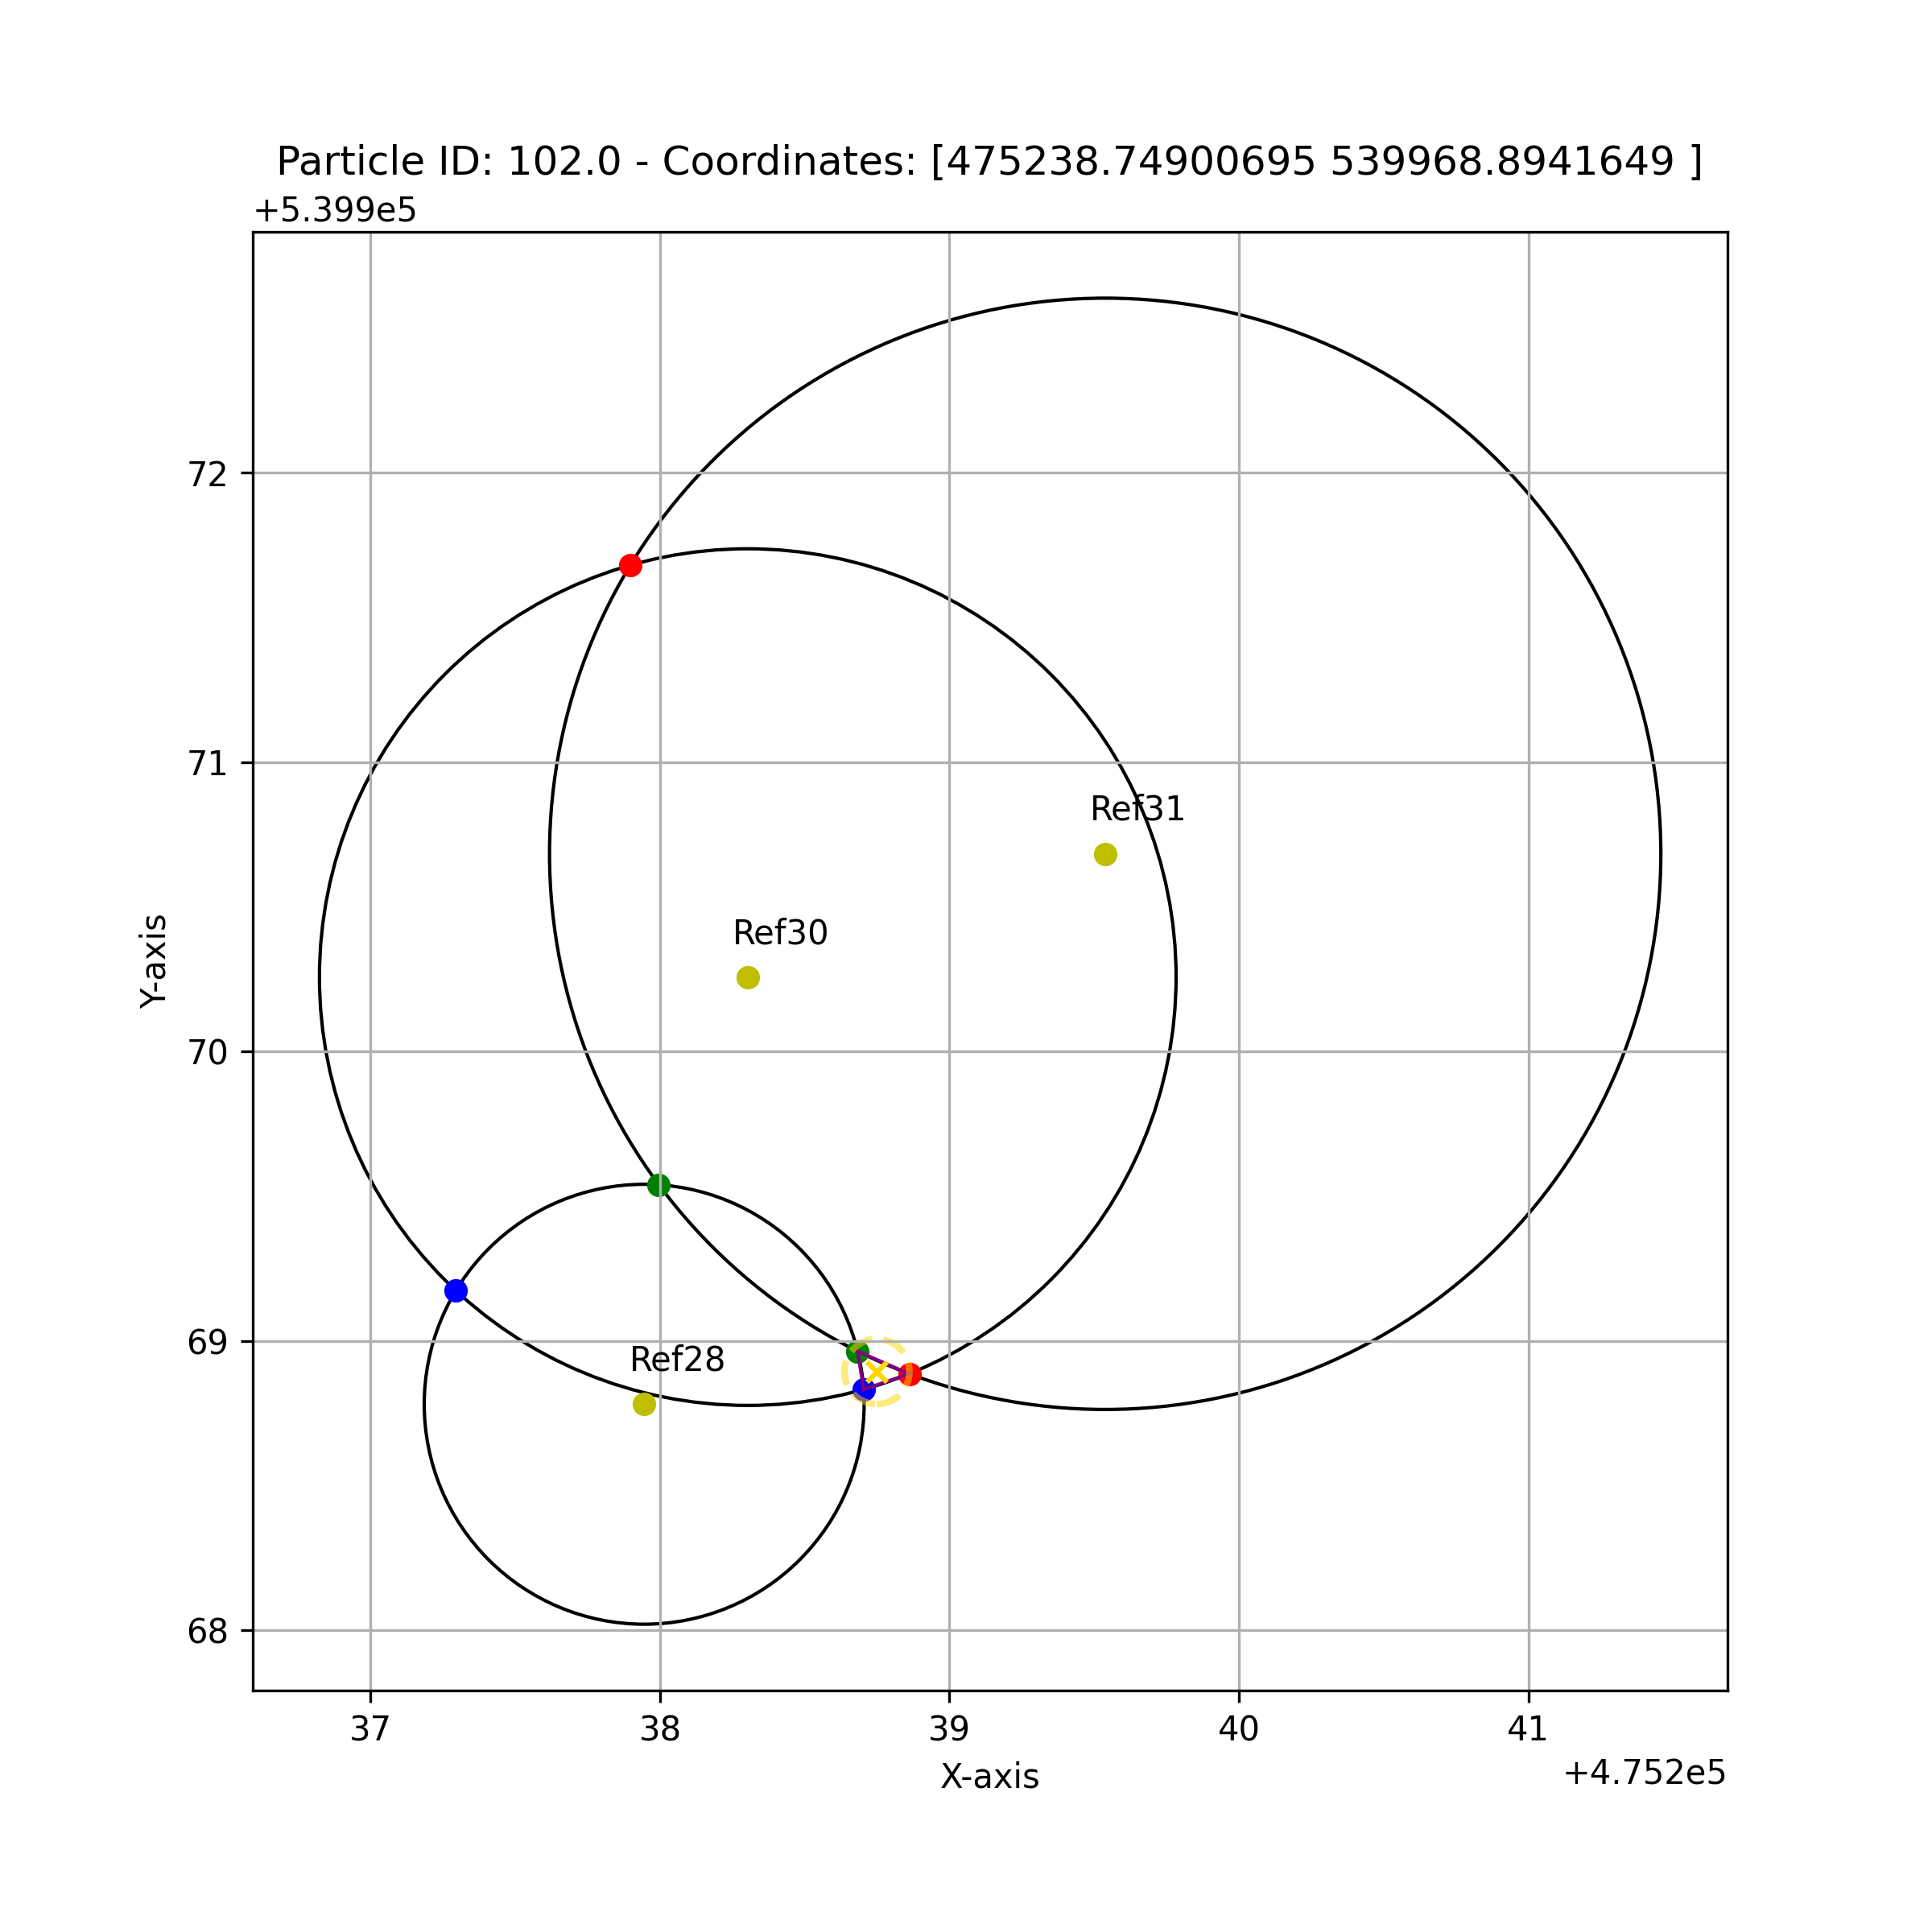 Particle ID: 102.0 - Coordinates: [475238.74900695 539968.8941649 ]
+5.399e5
72
71
70
69
68
Y-axis
Ref31
Ref30
Ref28
37 38 39 40 41
X-axis
+4.752e5